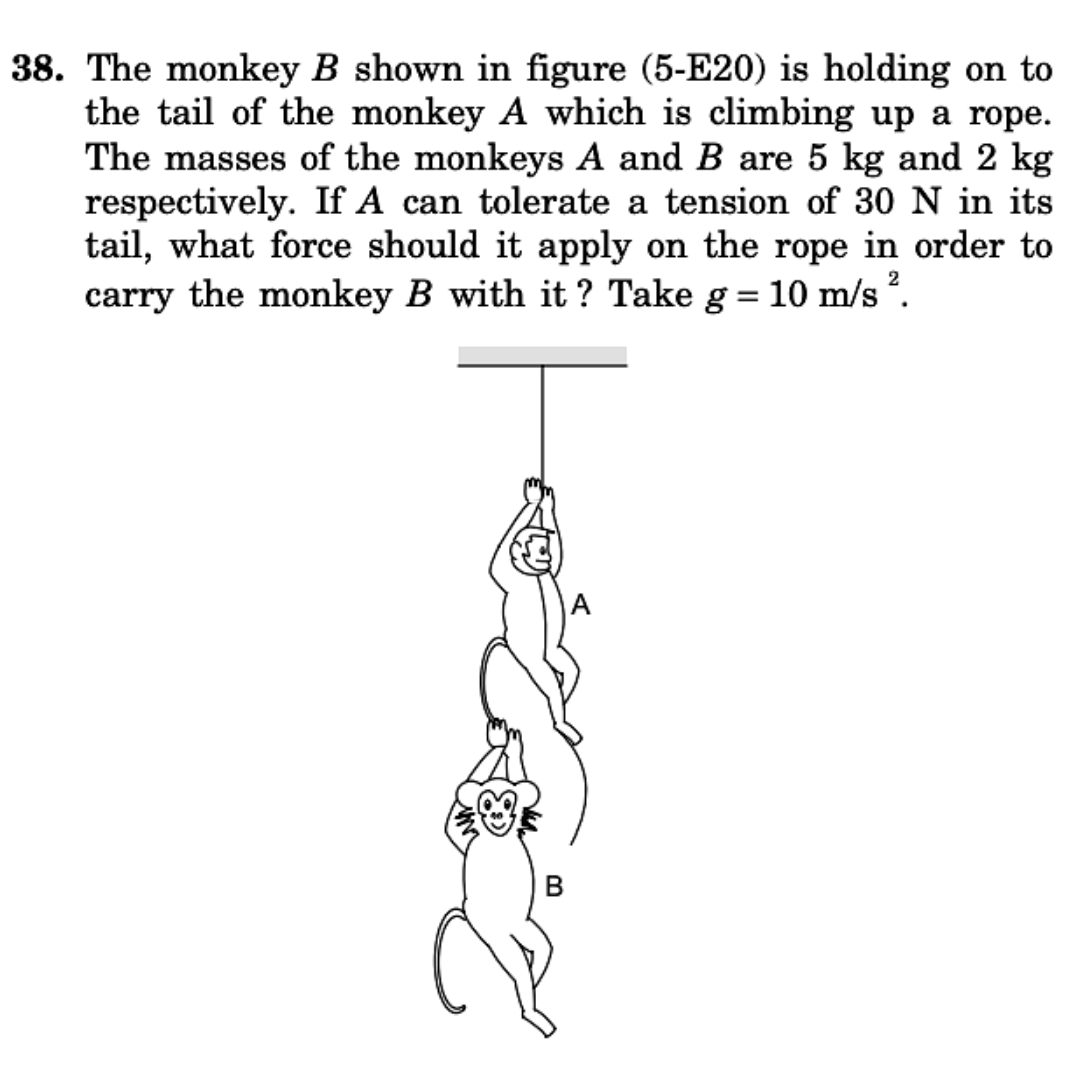 38. The monkey B shown in figure (5-E20) is holding on to
the tail of the monkey A which is climbing up a rope.
The masses of the monkeys A and B are 5 kg and 2 kg
respectively. If A can tolerate a tension of 30 N in its
tail, what force should it apply on the rope in order to
carry the monkey B with it ? Take g = 10 m/s ².
A
B